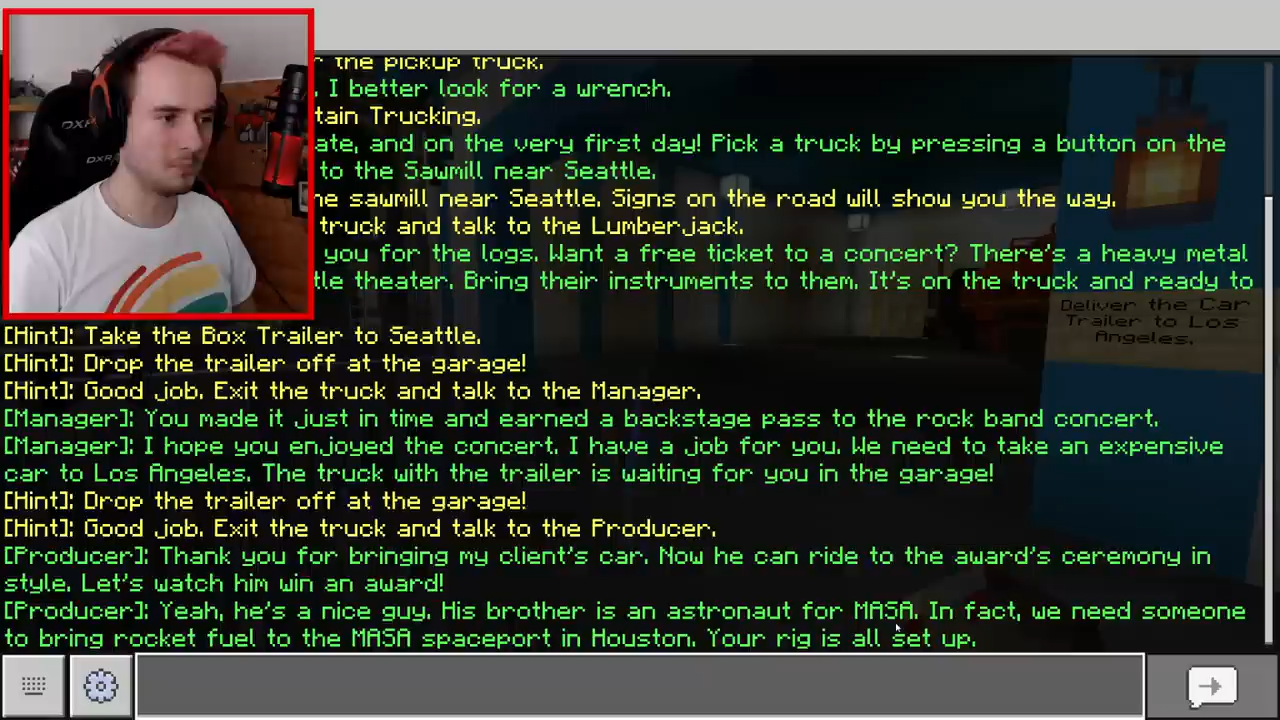 the pickup truck.
. I better look for a wrench.
tain Trucking.
ate, and on the very first day! Pick a truck by pressing a button on the
to the Sawmill near Seattle.
he sawmill near Seattle. Signs on the road will show you the way.
truck and talk to the Lumberjack.
you for the logs. Want a free ticket to a concert? There's a heavy metal
tle theater. Bring their instruments to them. It's on the truck and ready to
Deliver the Car
Trailer to Los
Angeles.
[Hint]: Take the Box Trailer to Seattle.
[Hint]: Drop the trailer off at the garage!
[Hint]: Good job. Exit the truck and talk to the Manager.
[Manager]: You made it just in time and earned a backstage pass to the rock band concert.
[Manager]: I hope you enjoyed the concert. I have a job for you. We need to take an expensive
car to Los Angeles. The truck with the trailer is waiting for you in the garage!
[Hint]: Drop the trailer off at the garage!
[Hint]: Good job. Exit the truck and talk to the Producer.
[Producer]: Thank you for bringing my client's car. Now he can ride to the award's ceremony in
style. Let's watch him win an award!
[Producer]: Yeah, he's a nice guy. His brother is an astronaut for MASA. In fact, we need someone
to bring rocket fuel to the MASA spaceport in Houston. Your rig is all set up.